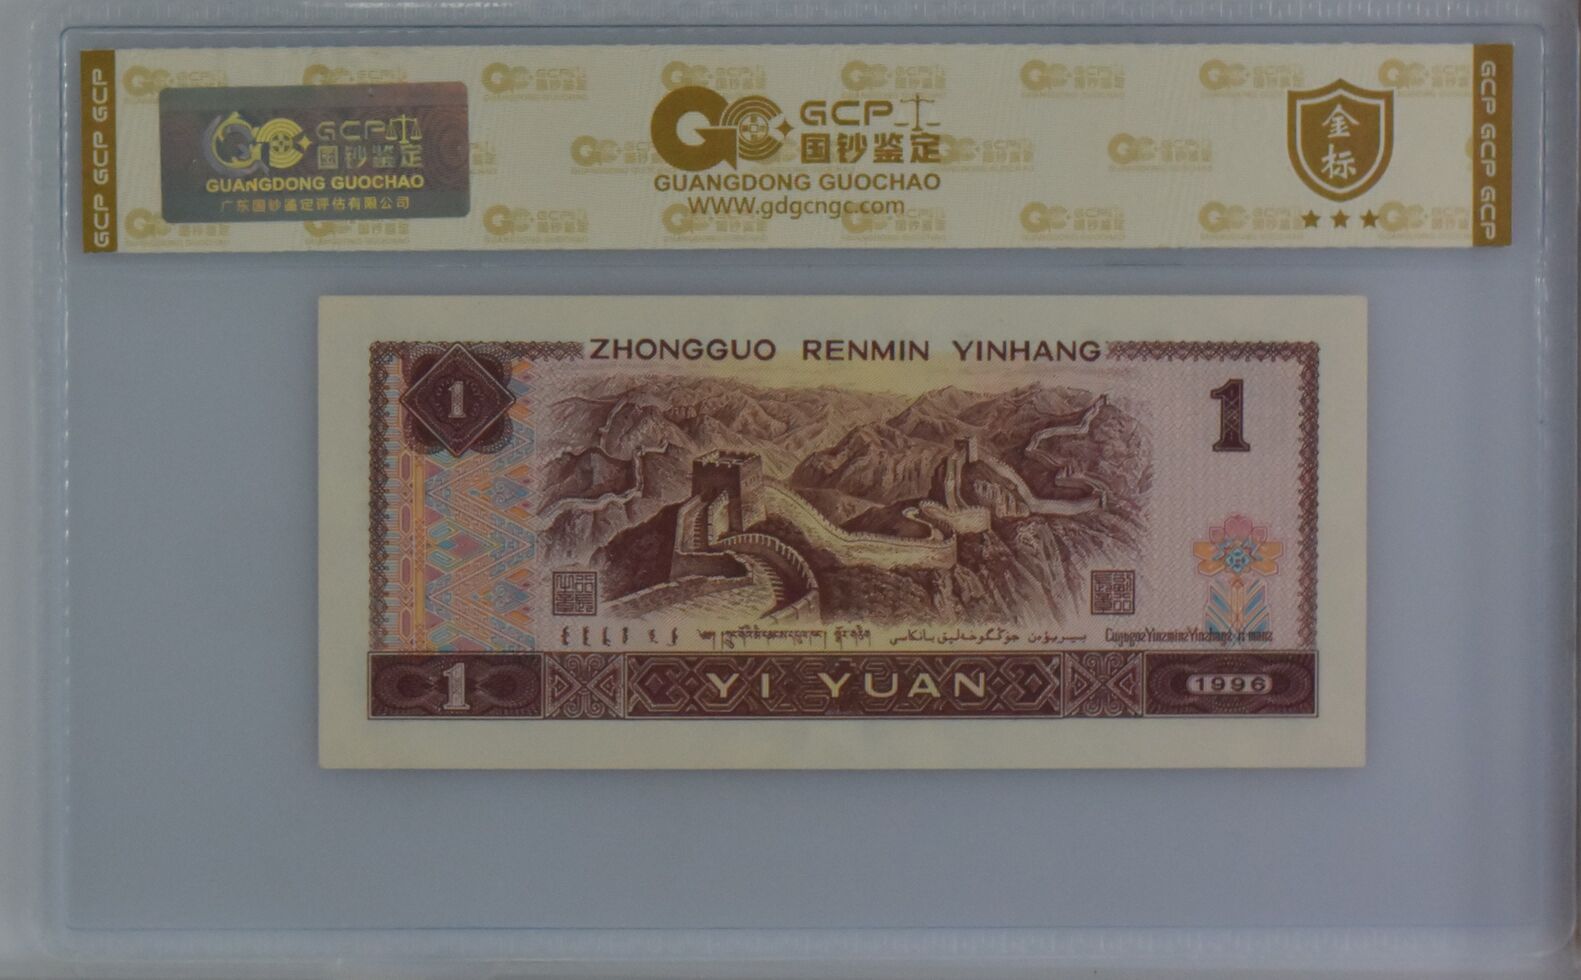 GCP GCP GCP
GCP
国钞鉴定
GUANGDONG GUOCHAO
广东国钞鉴定评估有限公司
GCP
国钞鉴定
GUANGDONG GUOCHAO
WWW.gdgcngc.com
金标
GCP GCP GCP
ZHONGGUO RENMIN YINHANG
1
1
1
YI YUAN
1996